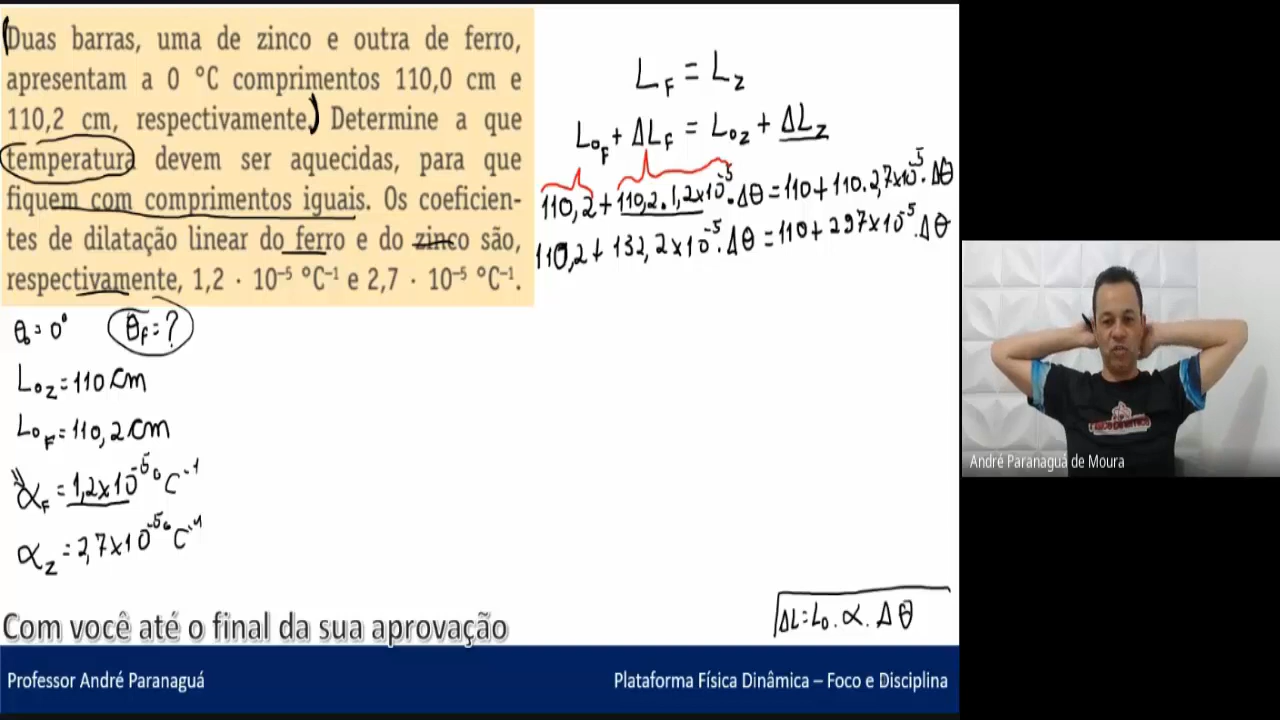 Duas barras, uma de zinco e outra de ferro,
apresentam a 0 °C comprimentos 110,0 cm e
110,2 cm, respectivamente.) Determine a que
temperatura devem ser aquecidas, para que
fiquem com comprimentos iguais. Os coeficien-
tes de dilatação linear do ferro e do zinco são,
respectivamente, 1,2 · 10⁻⁵ °C⁻¹ e 2,7 · 10⁻⁵ °C⁻¹.
θ₀ = 0° θF = ?
L₀Z = 110 cm
L₀F = 110,2 cm
αF = 1,2x10⁻⁵ °C⁻¹
αZ = 2,7x10⁻⁵ °C⁻¹
LF = LZ
L₀F + ΔLF = L₀Z + ΔLZ
110,2 + 110,2 . 1,2x10⁻⁵ . Δθ = 110 + 110 . 2,7x10⁻⁵ . Δθ
110,2 + 132,2x10⁻⁵ . Δθ = 110 + 297x10⁻⁵ . Δθ
ΔL = L₀ . α . Δθ
Com você até o final da sua aprovação
Professor André Paranaguá
Plataforma Física Dinâmica – Foco e Disciplina
André Paranaguá de Moura